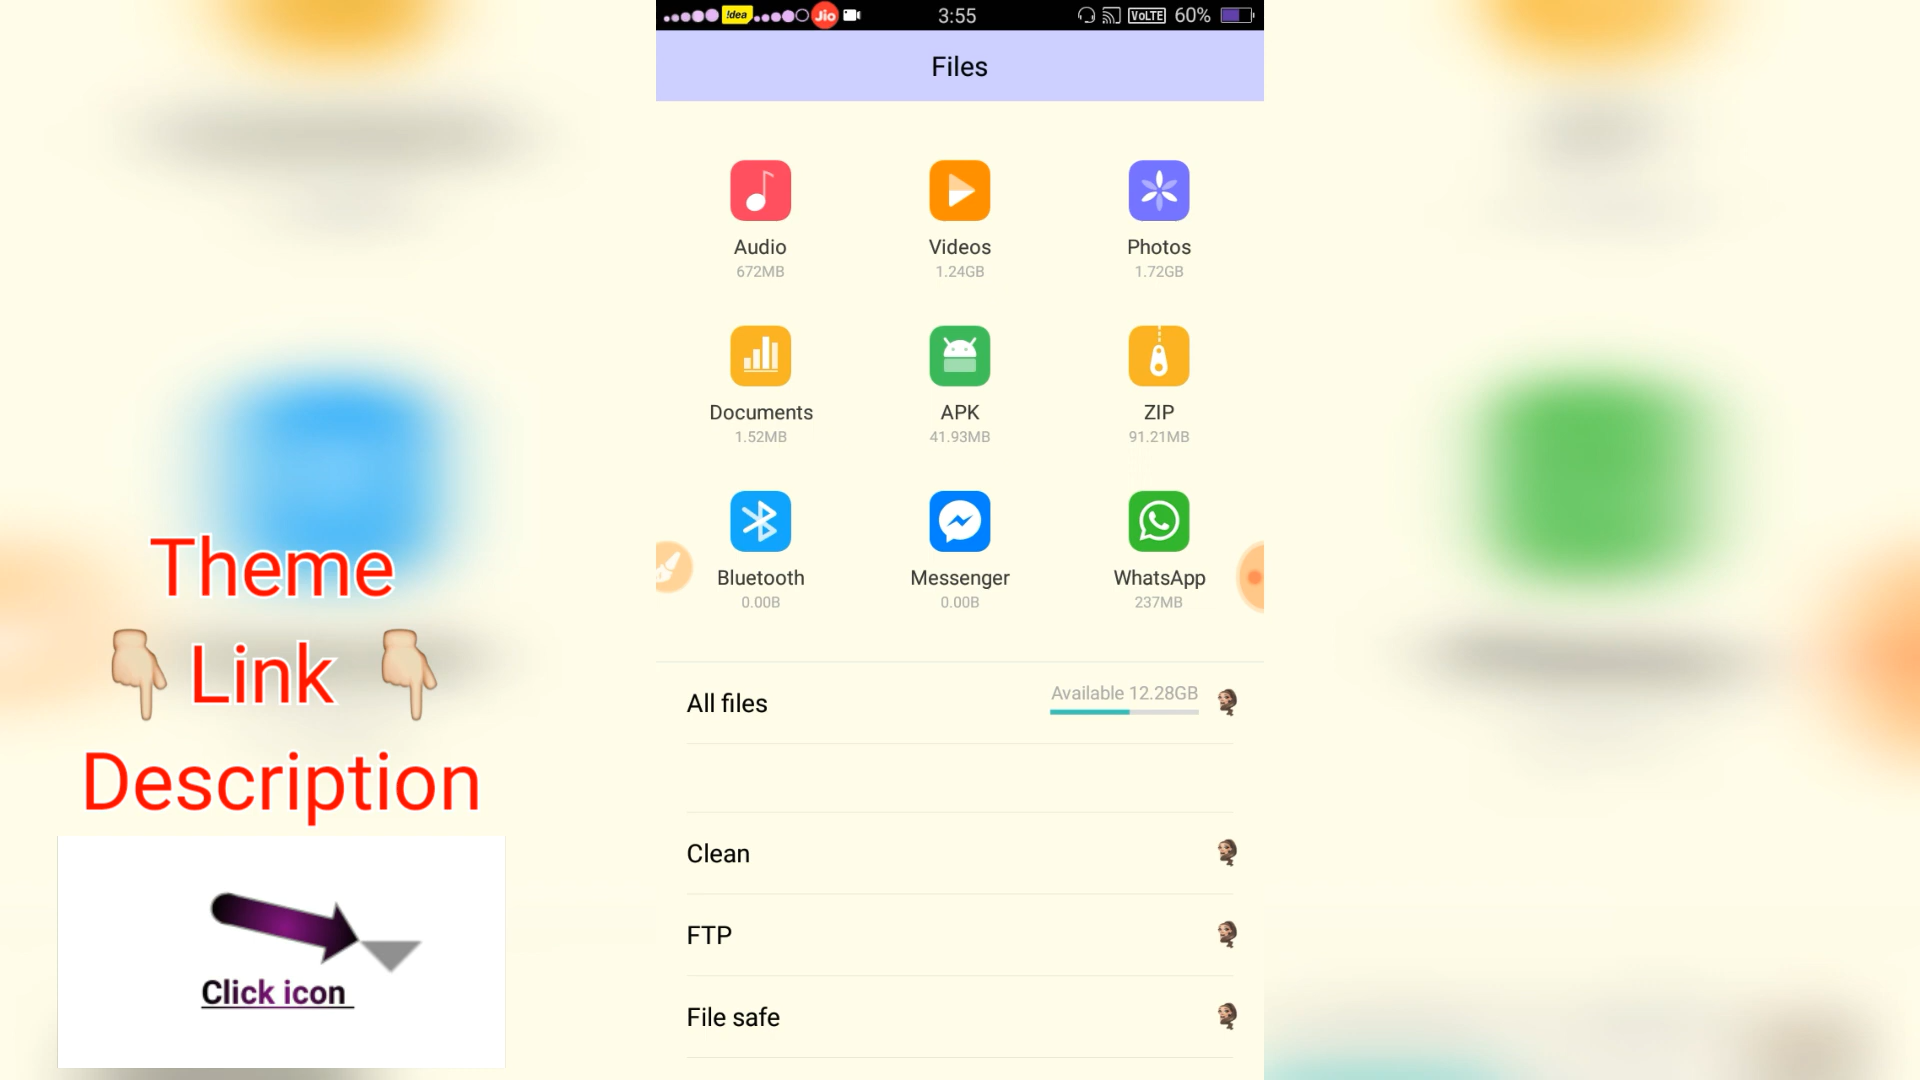 !dea Jio 3:55 VoLTE 60%
Files
Audio Videos Photos
672MB 1.24GB 1.72GB
Documents APK ZIP
1.52MB 41.93MB 91.21MB
Bluetooth Messenger WhatsApp
0.00B 0.00B 237MB
All files Available 12.28GB
Clean
FTP
File safe
Theme
Link
Description
Click icon